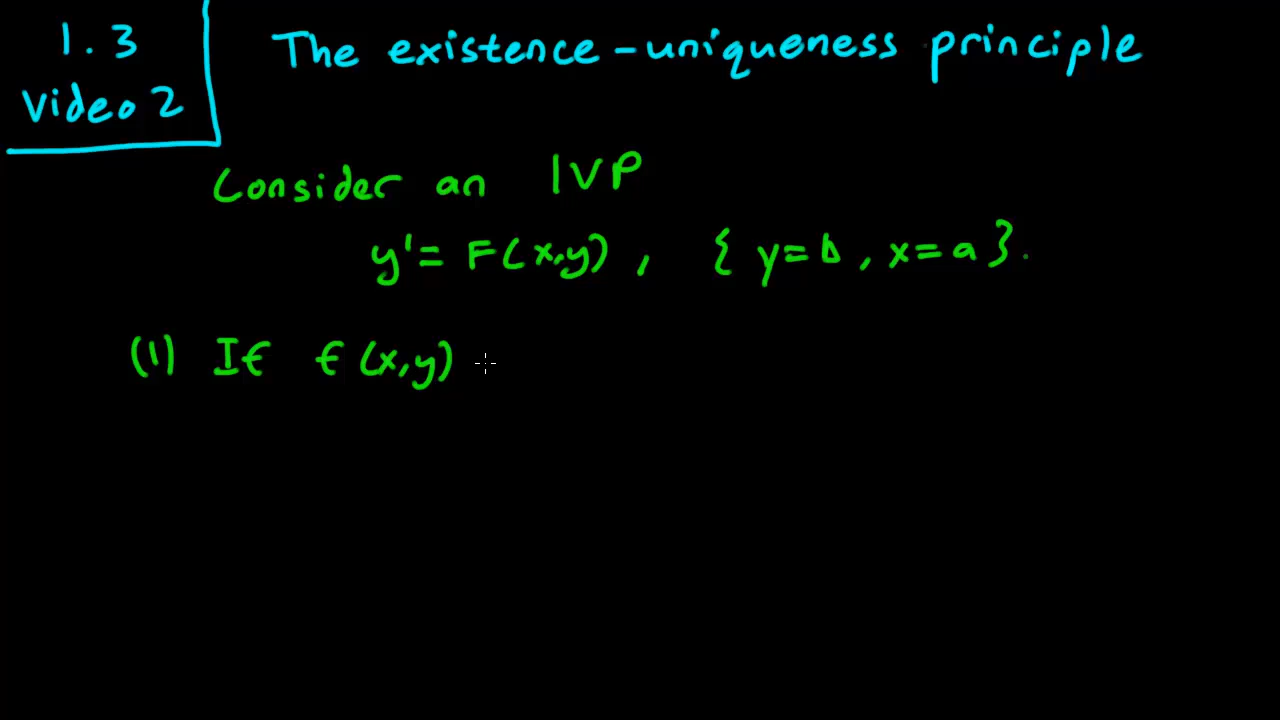 1.3
Video 2
The existence-uniqueness principle
Consider an IVP
y' = F(x,y), { y=b, x=a }.
(1) If f(x,y)